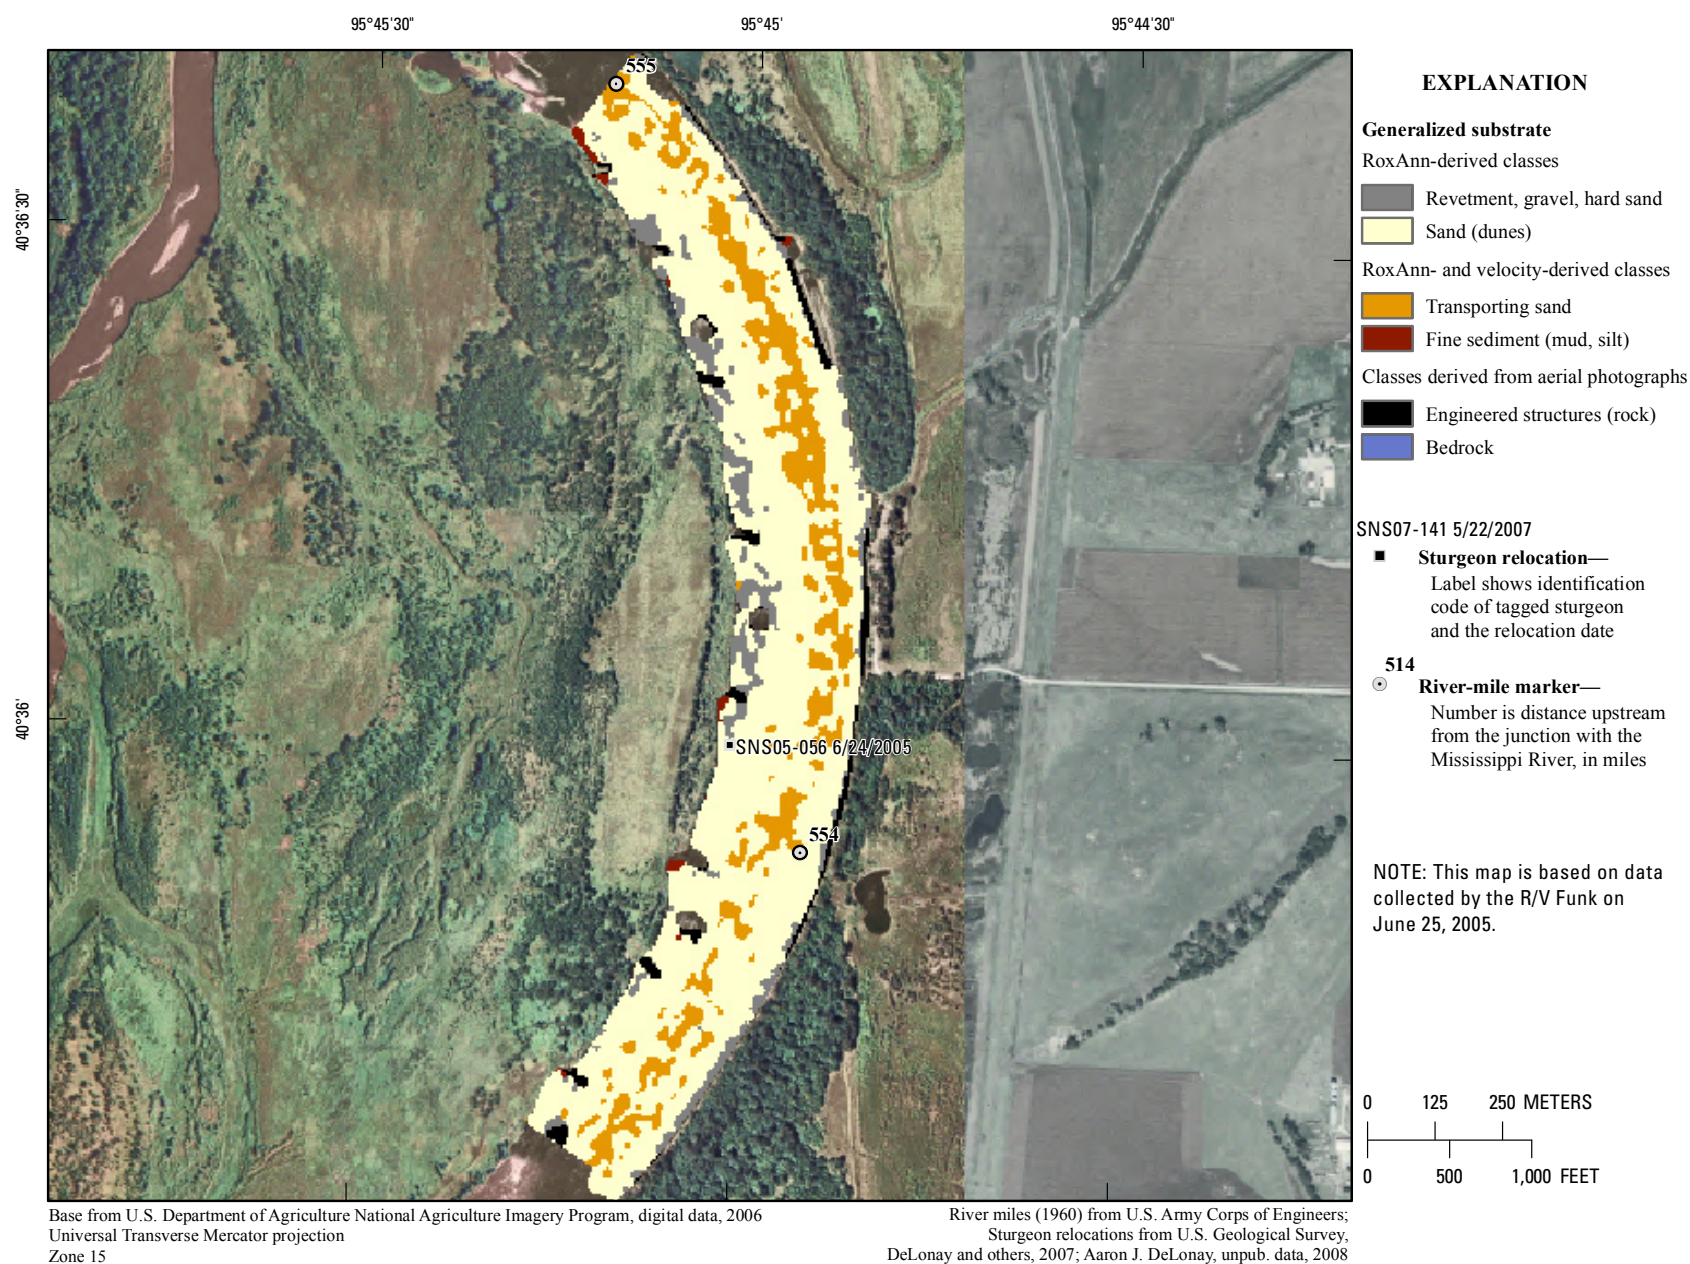 95°45'30"
95°45'
95°44'30"
40°36'30"
40°36'
555
SNS05-056 6/24/2005
554
EXPLANATION
Generalized substrate
RoxAnn-derived classes
Revetment, gravel, hard sand
Sand (dunes)
RoxAnn- and velocity-derived classes
Transporting sand
Fine sediment (mud, silt)
Classes derived from aerial photographs
Engineered structures (rock)
Bedrock
SNS07-141 5/22/2007
Sturgeon relocation—
Label shows identification
code of tagged sturgeon
and the relocation date
514
River-mile marker—
Number is distance upstream
from the junction with the
Mississippi River, in miles
NOTE: This map is based on data
collected by the R/V Funk on
June 25, 2005.
0 125 250 METERS
0 500 1,000 FEET
Base from U.S. Department of Agriculture National Agriculture Imagery Program, digital data, 2006
Universal Transverse Mercator projection
Zone 15
River miles (1960) from U.S. Army Corps of Engineers;
Sturgeon relocations from U.S. Geological Survey,
DeLonay and others, 2007; Aaron J. DeLonay, unpub. data, 2008